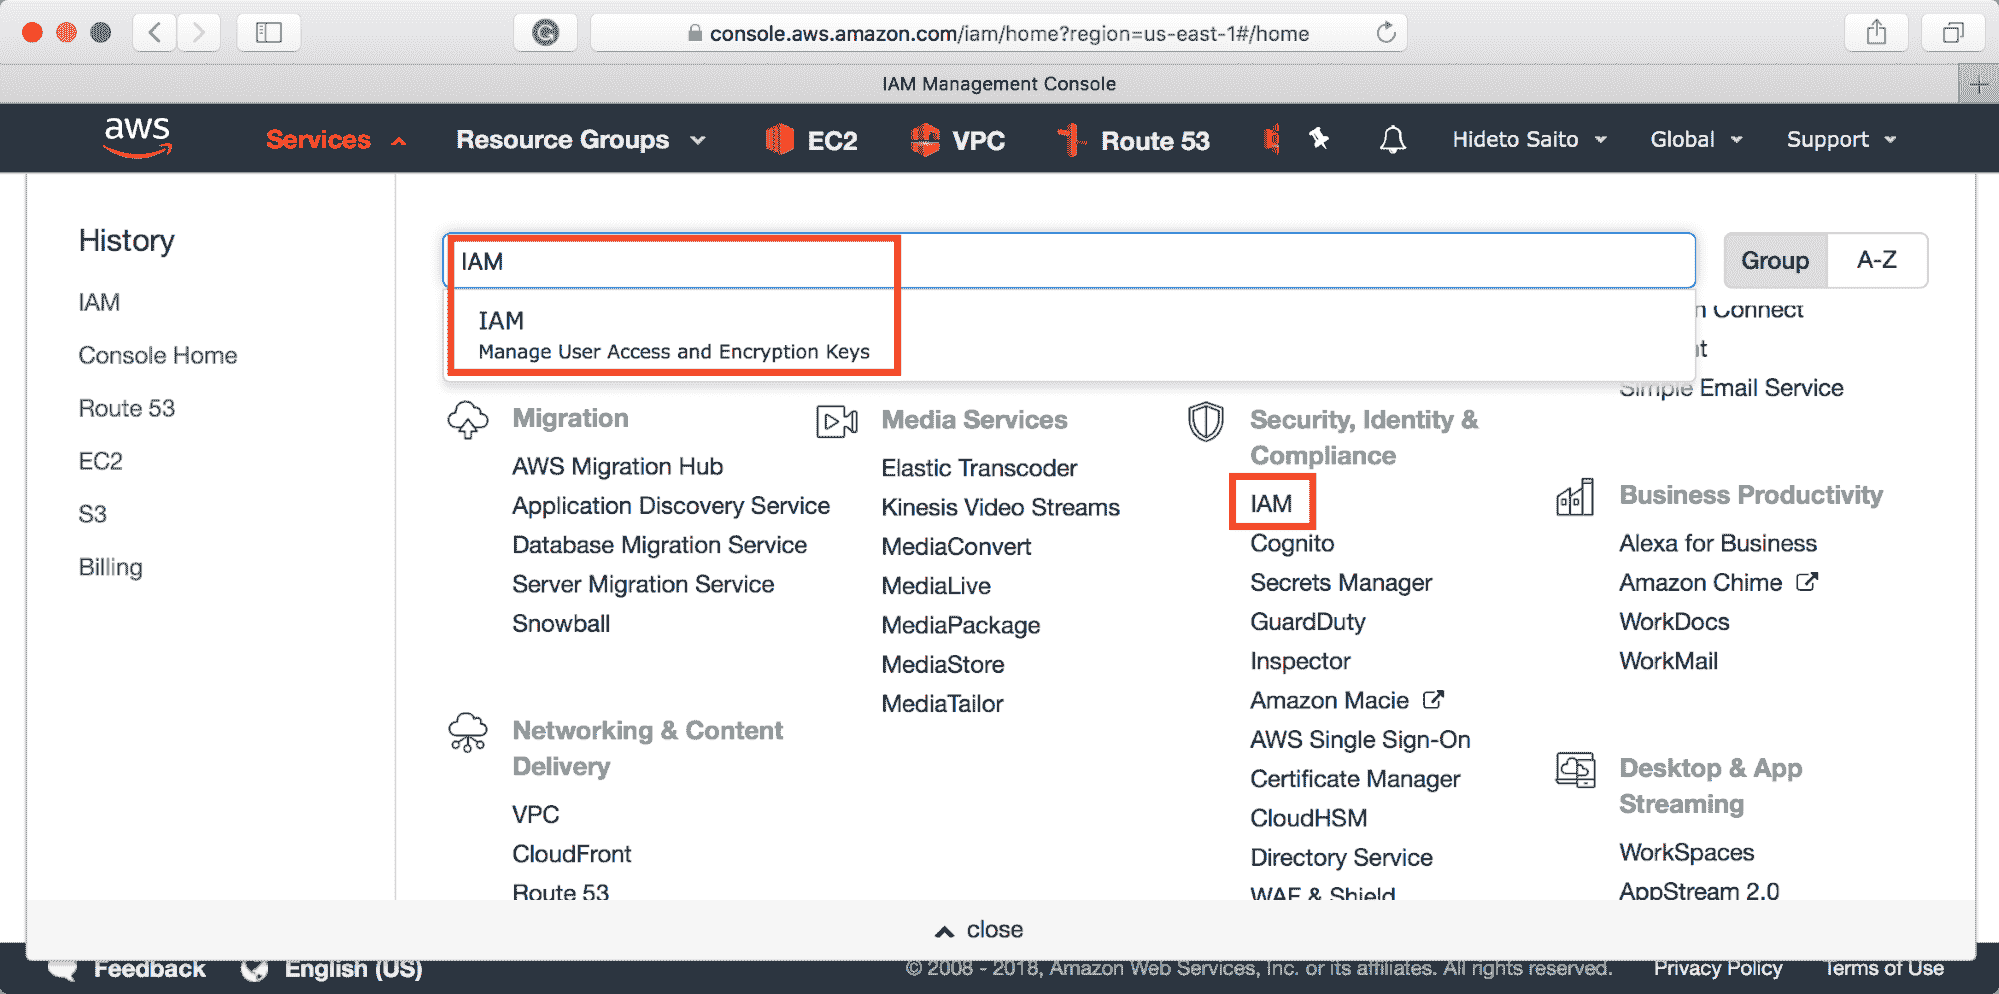 console.aws.amazon.com/iam/home?region=us-east-1#/home
IAM Management Console
aws Services Resource Groups EC2 VPC Route 53 Hideto Saito Global Support
History
IAM
Console Home
Route 53
EC2
S3
Billing
IAM
Group A-Z
IAM
Manage User Access and Encryption Keys
Migration
AWS Migration Hub
Application Discovery Service
Database Migration Service
Server Migration Service
Snowball
Networking & Content
Delivery
VPC
CloudFront
Route 53
Media Services
Elastic Transcoder
Kinesis Video Streams
MediaConvert
MediaLive
MediaPackage
MediaStore
MediaTailor
Security, Identity &
Compliance
IAM
Cognito
Secrets Manager
GuardDuty
Inspector
Amazon Macie
AWS Single Sign-On
Certificate Manager
CloudHSM
Directory Service
WAF & Shield
Connect
Simple Email Service
Business Productivity
Alexa for Business
Amazon Chime
WorkDocs
WorkMail
Desktop & App
Streaming
WorkSpaces
AppStream 2.0
close
Feedback English (US) © 2008 - 2018, Amazon Web Services, Inc. or its affiliates. All rights reserved. Privacy Policy Terms of Use